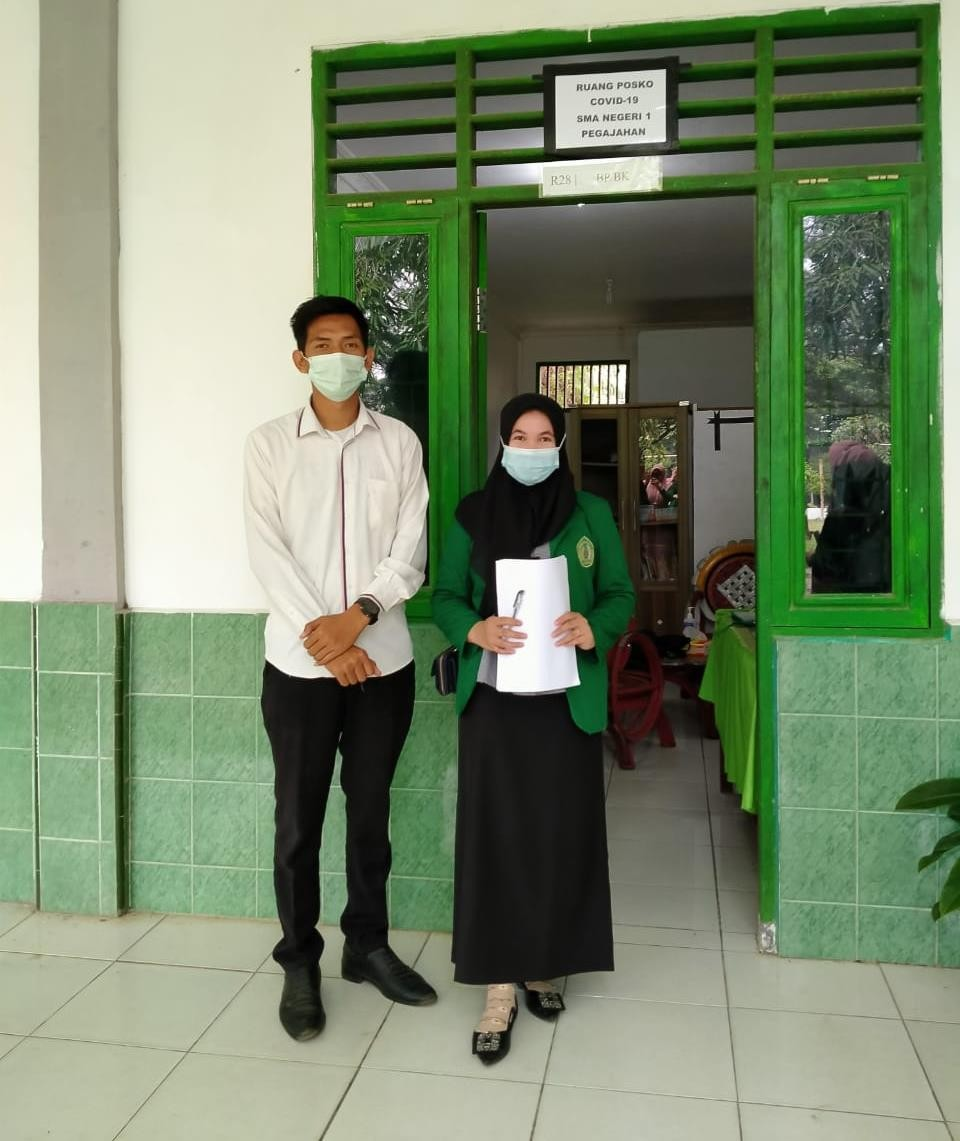 RUANG POSKO
COVID-19
SMA NEGERI 1
PEGAJAHAN
R28 | BP/BK